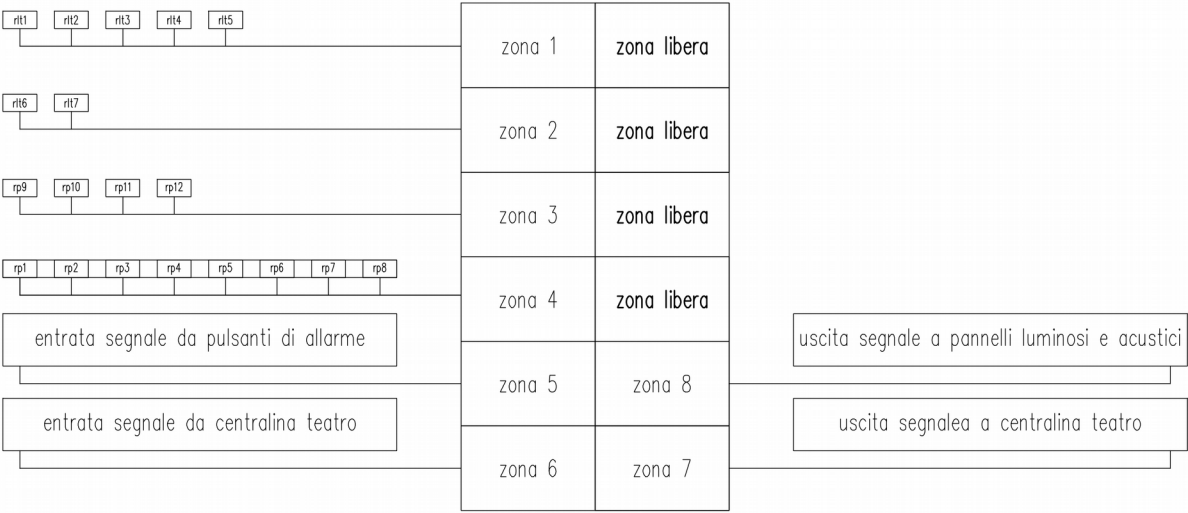 rlt1 rlt2 rlt3 rlt4 rlt5
zona 1 zona libera
rlt6 rlt7
zona 2 zona libera
rp9 rp10 rp11 rp12
zona 3 zona libera
rp1 rp2 rp3 rp4 rp5 rp6 rp7 rp8
zona 4 zona libera
entrata segnale da pulsanti di allarme
uscita segnale a pannelli luminosi e acustici
zona 5 zona 8
entrata segnale da centralina teatro
uscita segnalea a centralina teatro
zona 6 zona 7